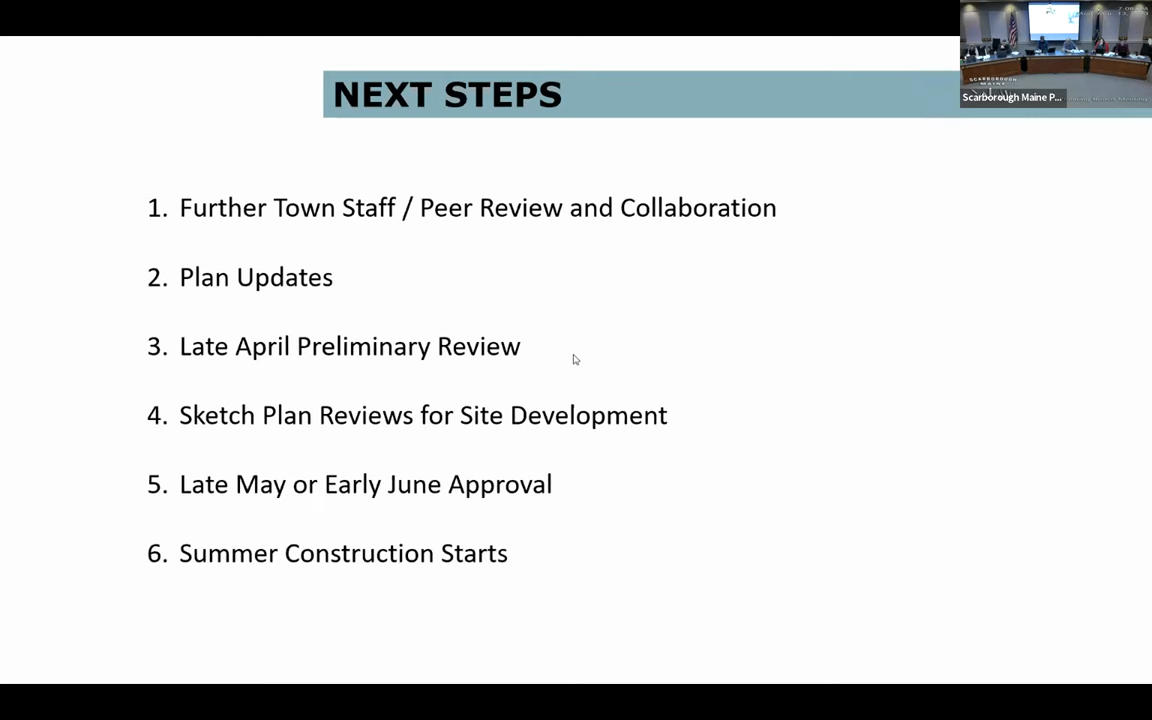 NEXT STEPS
SCARBOROUGH
MAINE
Scarborough Maine P...
1. Further Town Staff / Peer Review and Collaboration
2. Plan Updates
3. Late April Preliminary Review
4. Sketch Plan Reviews for Site Development
5. Late May or Early June Approval
6. Summer Construction Starts